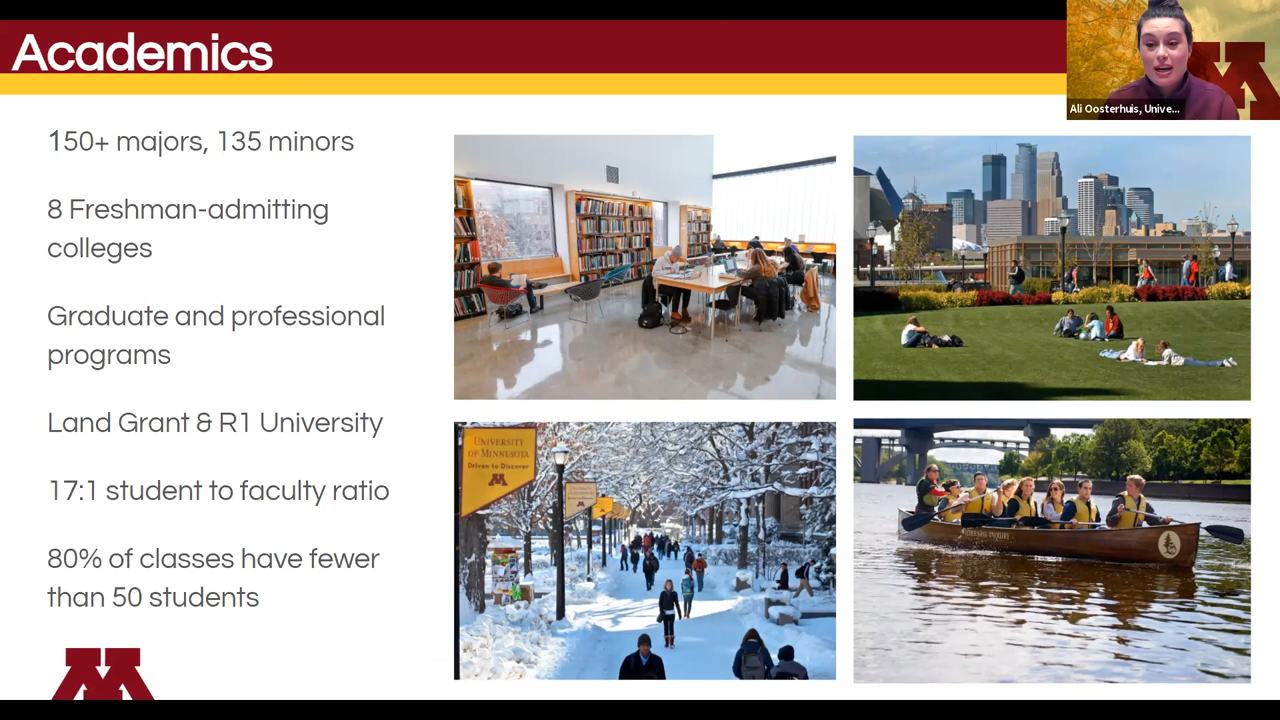 Academics
Ali Oosterhuis, Unive...
150+ majors, 135 minors
8 Freshman-admitting
colleges
Graduate and professional
programs
Land Grant & R1 University
17:1 student to faculty ratio
80% of classes have fewer
than 50 students
UNIVERSITY
OF MINNESOTA
Driven to Discover
M